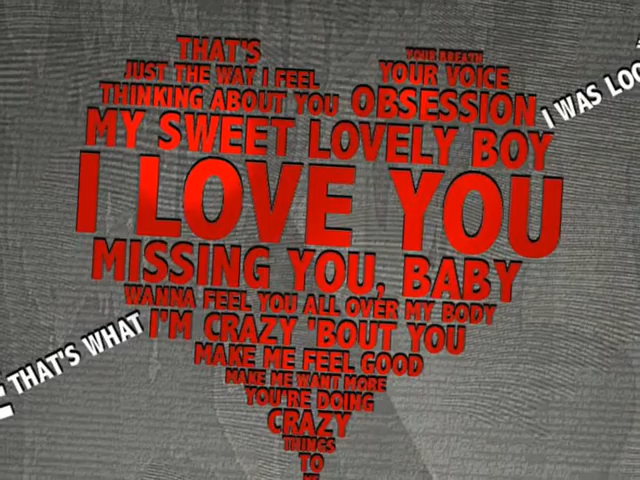 THAT'S
JUST THE WAY I FEEL
THINKING ABOUT YOU
YOUR BREATH
YOUR VOICE
OBSESSION
MY SWEET LOVELY BOY
I LOVE YOU
MISSING YOU, BABY
WANNA FEEL YOU ALL OVER MY BODY
I'M CRAZY 'BOUT YOU
MAKE ME FEEL GOOD
MAKE ME WANT MORE
YOU'RE DOING
CRAZY
THINGS
TO
THAT'S WHAT
I WAS